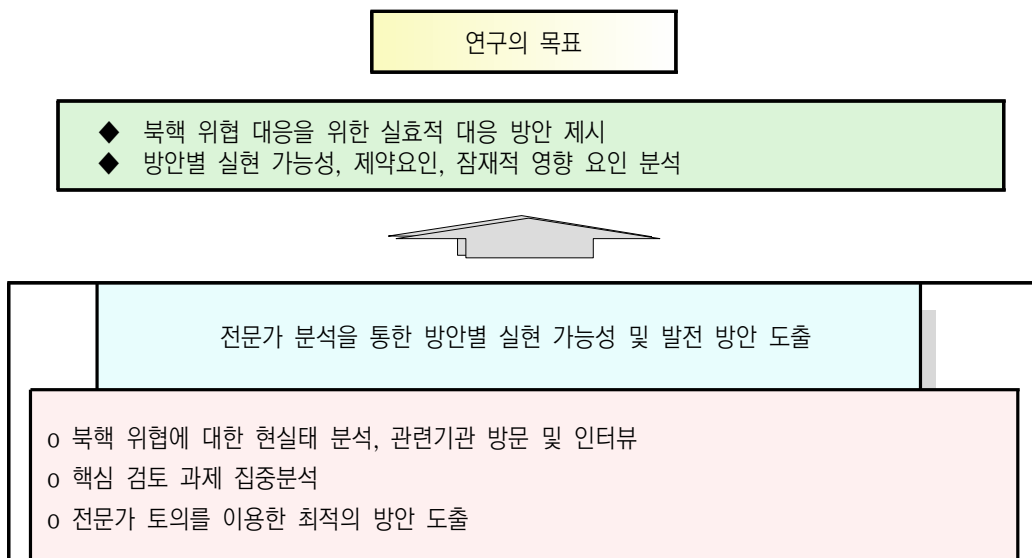 연구의 목표
◆ 북핵 위협 대응을 위한 실효적 대응 방안 제시
◆ 방안별 실현 가능성, 제약요인, 잠재적 영향 요인 분석
전문가 분석을 통한 방안별 실현 가능성 및 발전 방안 도출
o 북핵 위협에 대한 현실태 분석, 관련기관 방문 및 인터뷰
o 핵심 검토 과제 집중분석
o 전문가 토의를 이용한 최적의 방안 도출